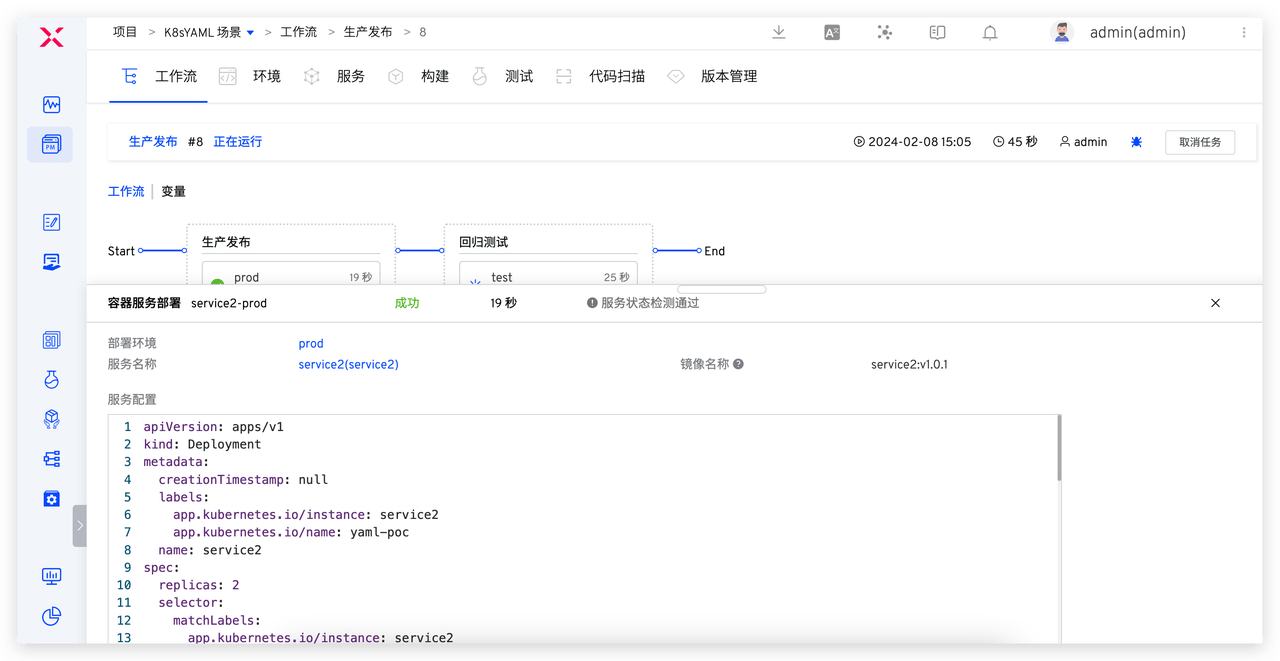 项目 > K8sYAML 场景 > 工作流 > 生产发布 > 8
admin(admin)
工作流 环境 服务 构建 测试 代码扫描 版本管理
PM
生产发布 #8 正在运行 2024-02-08 15:05 45 秒 admin 取消任务
工作流 变量
Start 生产发布 回归测试 End
prod 19 秒 test 25 秒
容器服务部署 service2-prod 成功 19 秒 服务状态检测通过
部署环境 prod
服务名称 service2(service2) 镜像名称 service2:v1.0.1
服务配置
1 apiVersion: apps/v1
2 kind: Deployment
3 metadata:
4 creationTimestamp: null
5 labels:
6 app.kubernetes.io/instance: service2
7 app.kubernetes.io/name: yaml-poc
8 name: service2
9 spec:
10 replicas: 2
11 selector:
12 matchLabels:
13 app.kubernetes.io/instance: service2